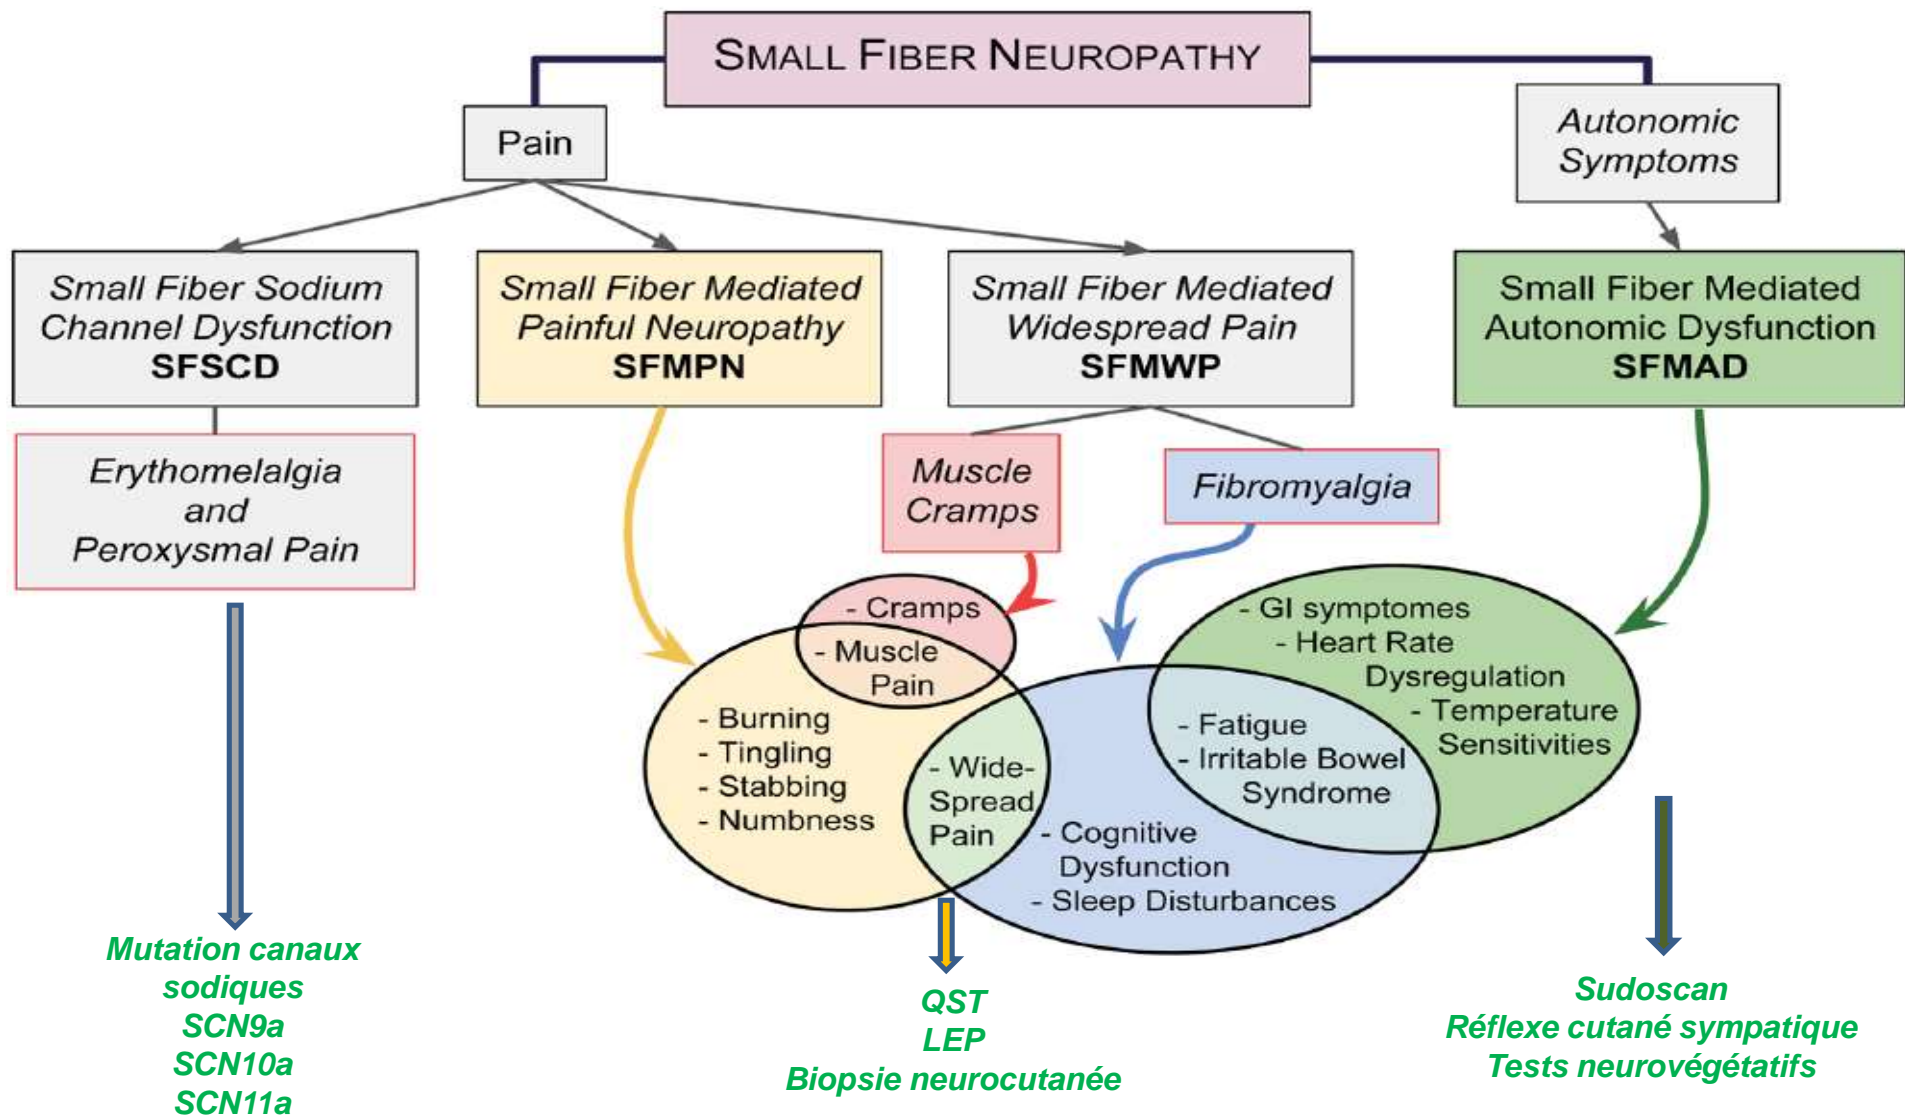 SMALL FIBER NEUROPATHY
Pain
Autonomic
Symptoms
Small Fiber Sodium
Channel Dysfunction
SFSCD
Small Fiber Mediated
Painful Neuropathy
SFMPN
Small Fiber Mediated
Widespread Pain
SFMWP
Small Fiber Mediated
Autonomic Dysfunction
SFMAD
Erythomelalgia
and
Peroxysmal Pain
Muscle
Cramps
Fibromyalgia
- Cramps
- Muscle
Pain
- Burning
- Tingling
- Stabbing
- Numbness
- Wide-
Spread
Pain
- Cognitive
Dysfunction
- Sleep Disturbances
- Fatigue
- Irritable Bowel
Syndrome
- GI symptomes
- Heart Rate
Dysregulation
- Temperature
Sensitivities
Mutation canaux
sodiques
SCN9a
SCN10a
SCN11a
QST
LEP
Biopsie neurocutanée
Sudoscan
Réflexe cutané sympatique
Tests neurovégétatifs